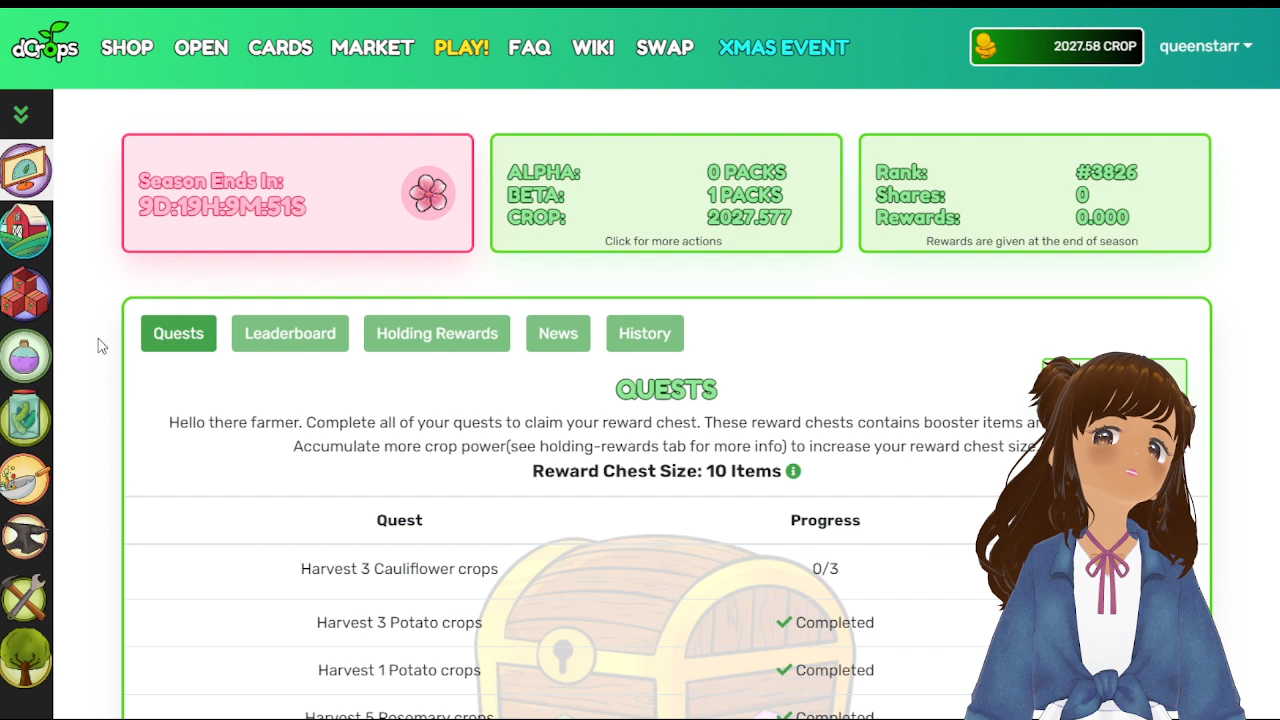 dCrops SHOP OPEN CARDS MARKET PLAY! FAQ WIKI SWAP XMAS EVENT 2027.58 CROP queenstarr
Season Ends In:
9D:19H:9M:51S
ALPHA: 0 PACKS
BETA: 1 PACKS
CROP: 2027.577
Click for more actions
Rank: #3826
Shares: 0
Rewards: 0.000
Rewards are given at the end of season
Quests Leaderboard Holding Rewards News History
QUESTS
Hello there farmer. Complete all of your quests to claim your reward chest. These reward chests contains booster items
Accumulate more crop power(see holding-rewards tab for more info) to increase your reward chest size
Reward Chest Size: 10 Items
Quest Progress
Harvest 3 Cauliflower crops 0/3
Harvest 3 Potato crops Completed
Harvest 1 Potato crops Completed
Harvest 5 Rosemary crops Completed